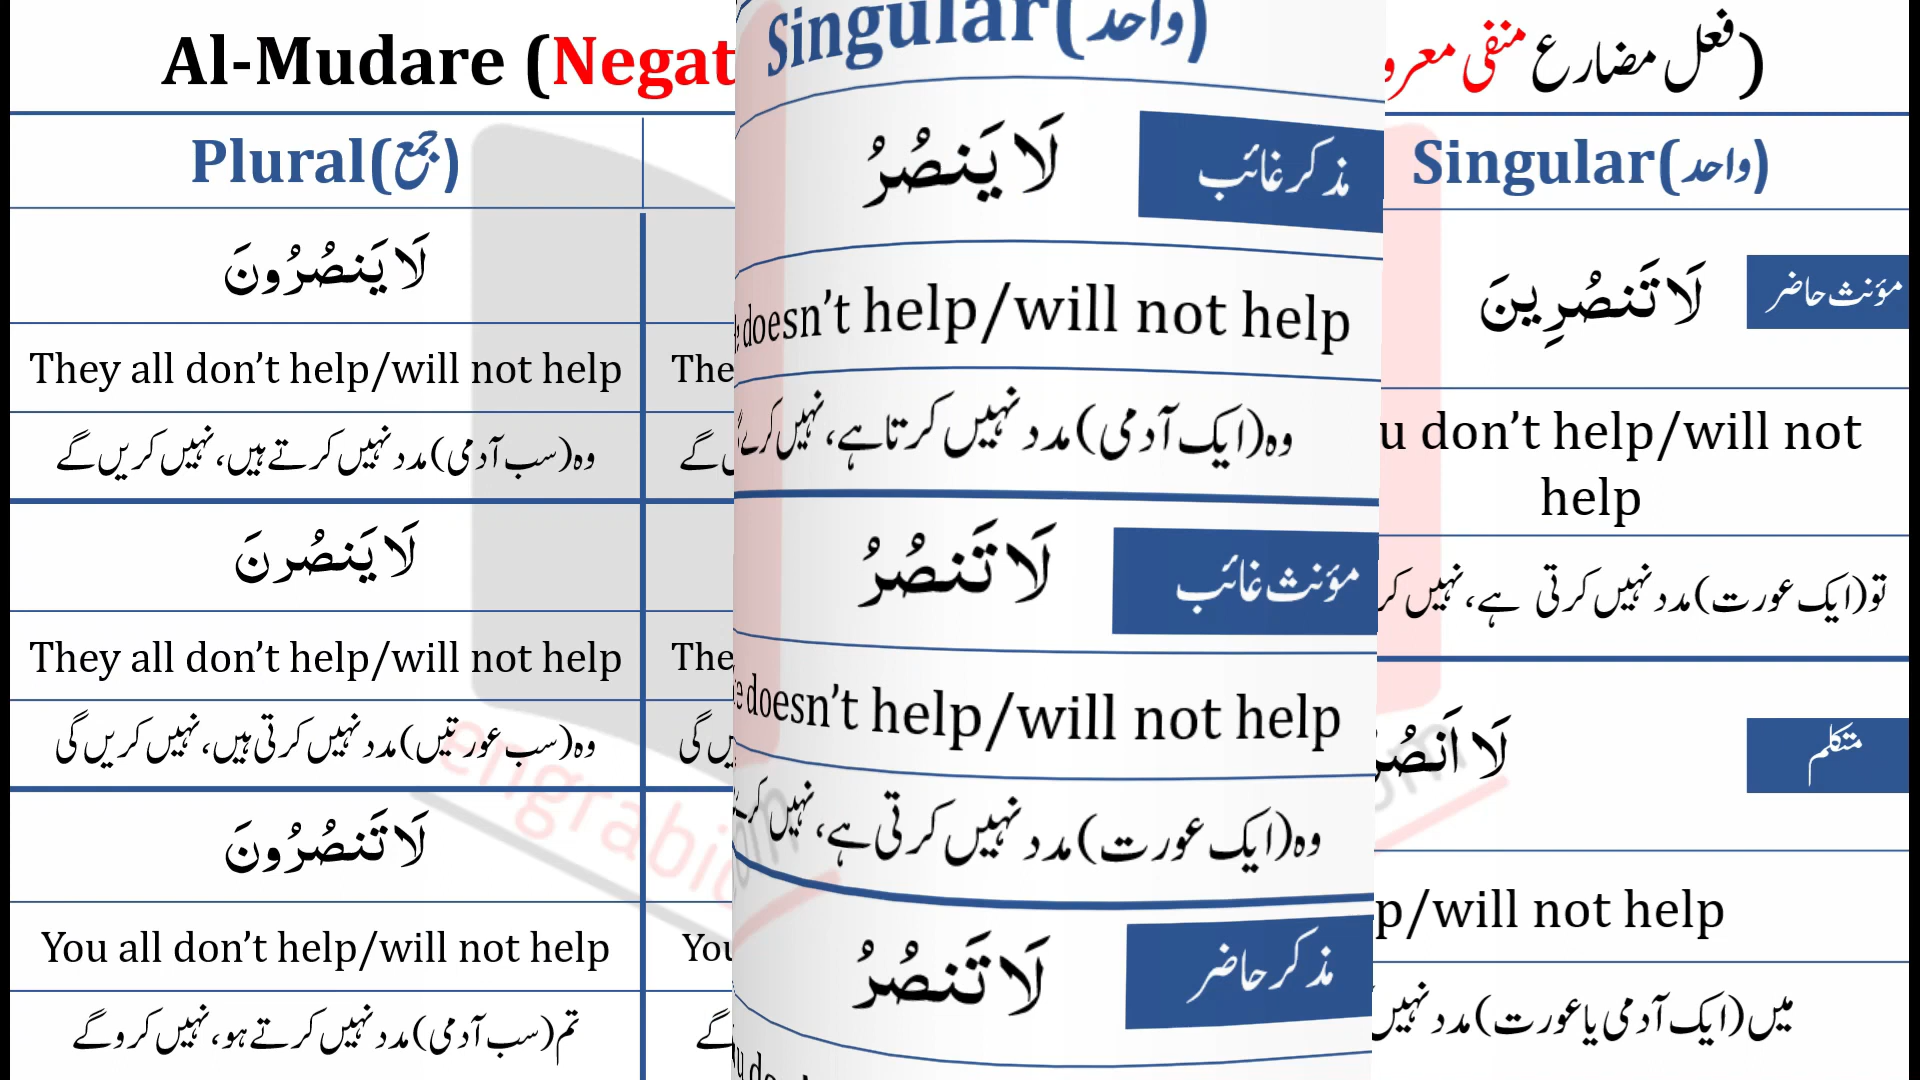 Al-Mudare (Negat
Plural(جمع)
لَا يَنصُرُونَ
They all don’t help/will not help
وہ(سب آدمی)مدد نہیں کرتے ہیں، نہیں کریں گے
لَا يَنصُرنَ
They all don’t help/will not help
وہ(سب عورتیں)مدد نہیں کرتی ہیں، نہیں کریں گی
لَا تَنصُرُونَ
You all don’t help/will not help
تم(سب آدمی)مدد نہیں کرتے ہو، نہیں کرو گے
The
ں گے
The
ں گی
You
گے
Singular(واحد)
مذکر غائب
لَا يَنصُرُ
e doesn’t help/will not help
وہ(ایک آدمی)مدد نہیں کرتا ہے، نہیں کرے
مؤنث غائب
لَا تَنصُرُ
e doesn’t help/will not help
وہ(ایک عورت)مدد نہیں کرتی ہے، نہیں کرے
مذکر حاضر
لَا تَنصُرُ
(فعل مضارع منفی معرو
Singular(واحد)
مؤنث حاضر
لَا تَنصُرِينَ
u don’t help/will not
help
تو(ایک عورت)مدد نہیں کرتی ہے، نہیں کر
متکلم
لَا اَنصُرُ
p/will not help
میں(ایک آدمی یا عورت)مدد نہیں
engrabic
om